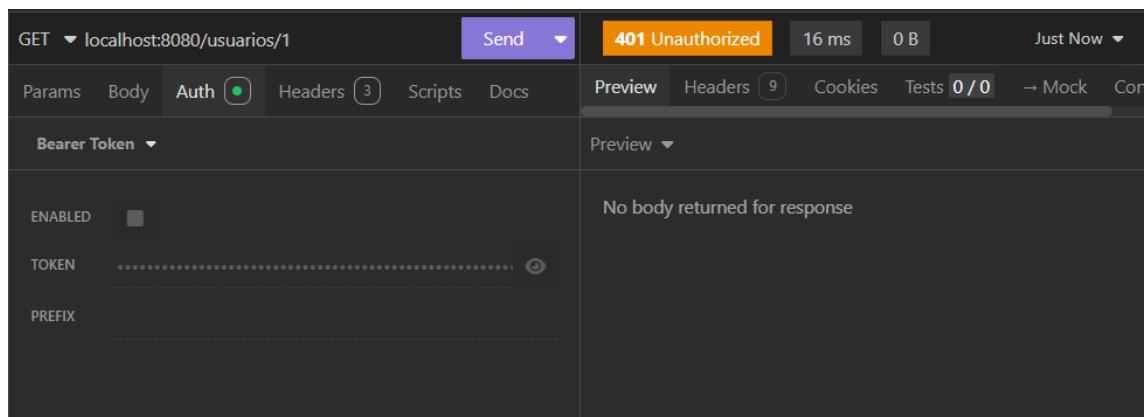 GET localhost:8080/usuarios/1 Send 401 Unauthorized 16 ms 0 B Just Now
Params Body Auth Headers 3 Scripts Docs Preview Headers 9 Cookies Tests 0 / 0 → Mock Con
Bearer Token Preview
ENABLED No body returned for response
TOKEN ••••••••••••••••••••••••••••••••••••••••••••••••••••
PREFIX